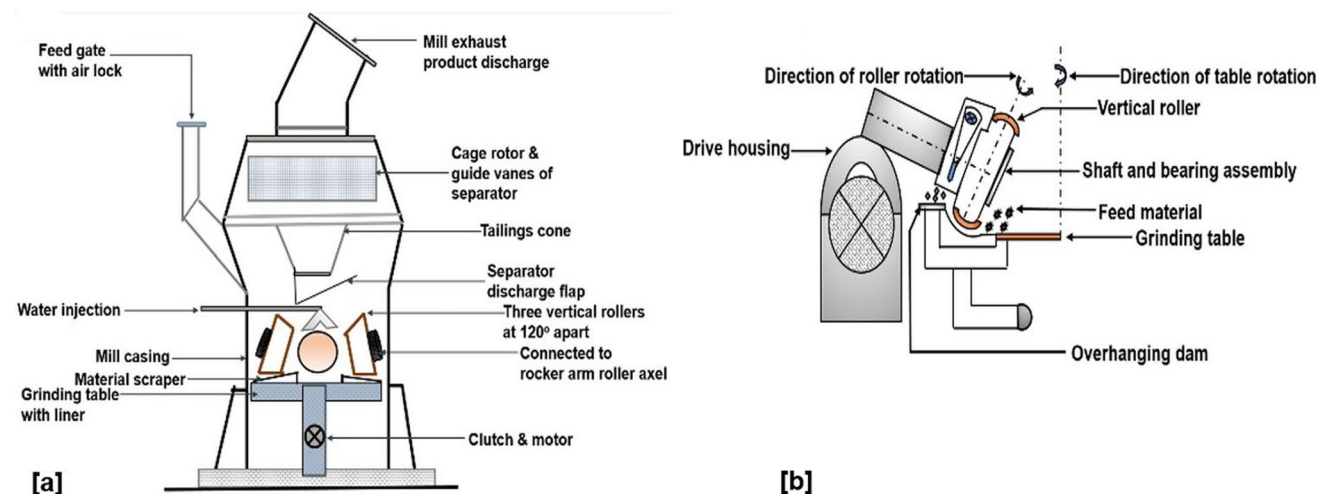 Feed gate
with air lock
Mill exhaust
product discharge
Cage rotor &
guide vanes of
separator
Tailings cone
Separator
discharge flap
Water injection
Three vertical rollers
at 120º apart
Mill casing
Connected to
rocker arm roller axel
Material scraper
Grinding table
with liner
Clutch & motor
[a]
Direction of roller rotation
Direction of table rotation
Vertical roller
Drive housing
Shaft and bearing assembly
Feed material
Grinding table
Overhanging dam
[b]